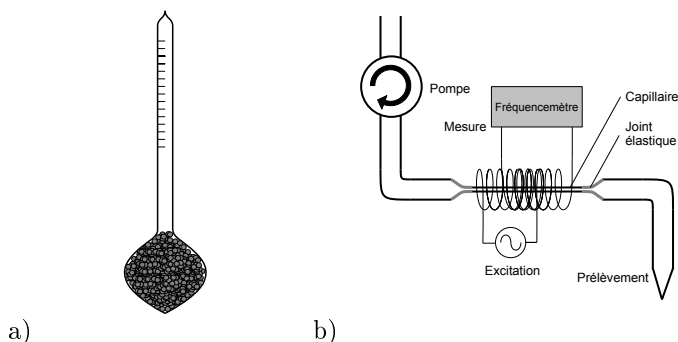 Pompe
Fréquencemètre
Mesure
Capillaire
Joint
élastique
Excitation
Prélèvement
a)
b)